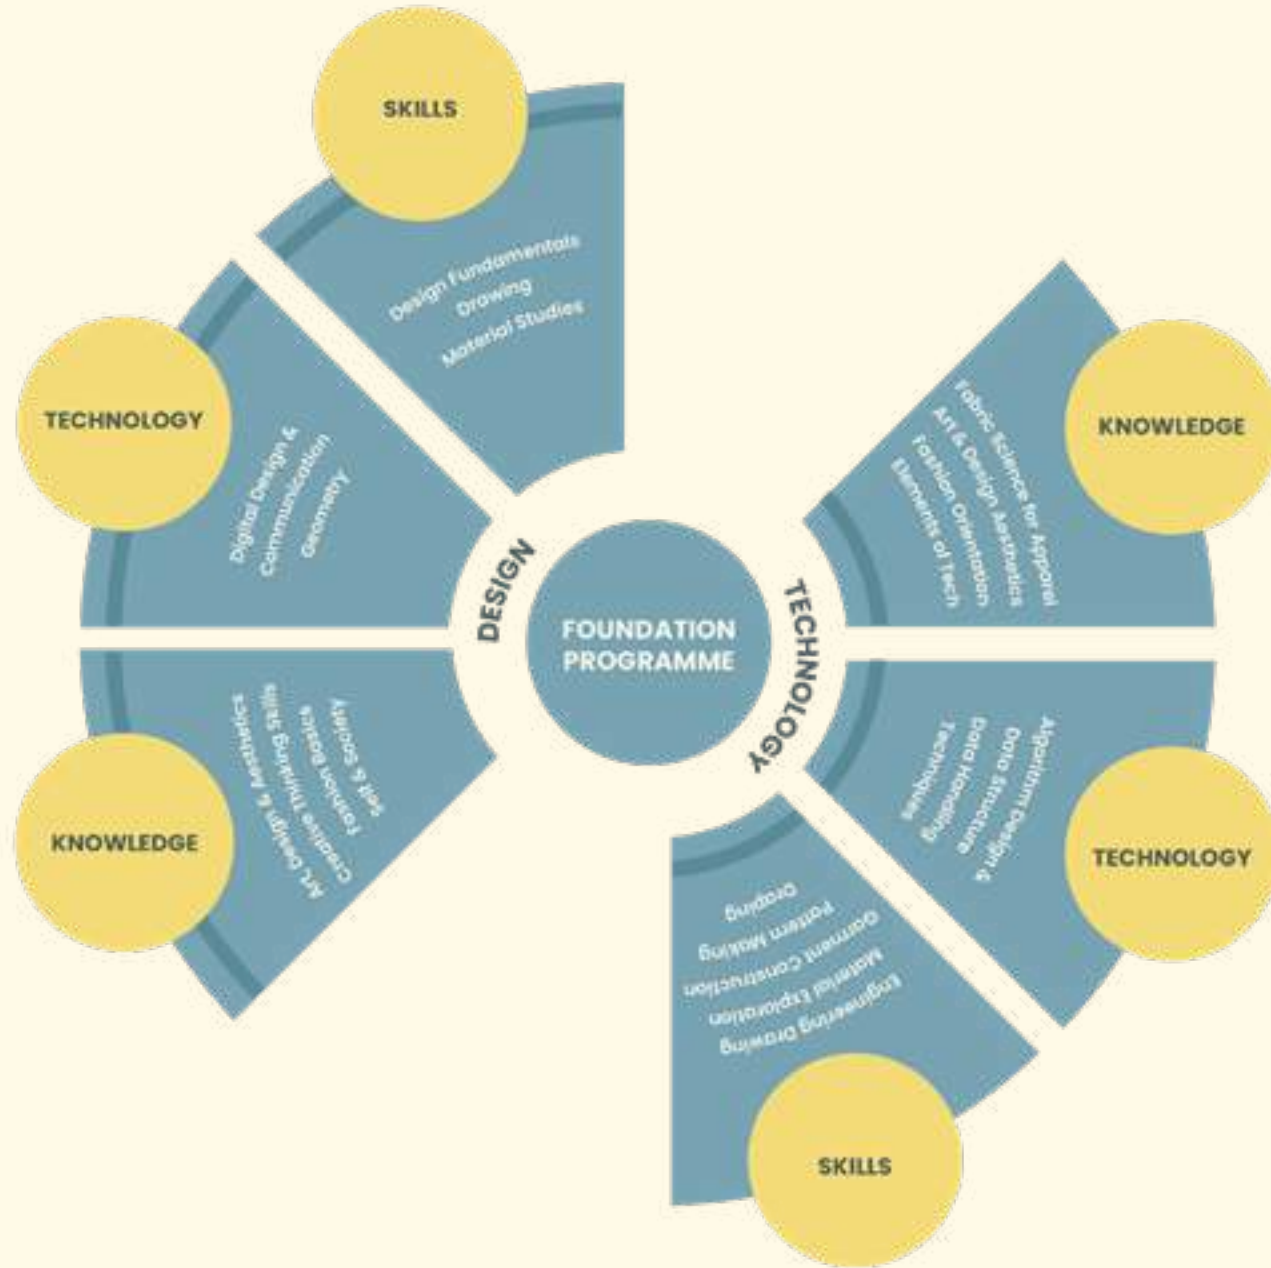 SKILLS
Design Fundamentals
Drawing
Material Studies
TECHNOLOGY
Digital Design &
Communication
Geometry
KNOWLEDGE
Art, Design & Aesthetics
Creative Thinking Skills
Fashion Basics
Self & Society
DESIGN
FOUNDATION
PROGRAMME
TECHNOLOGY
KNOWLEDGE
Fabric Science for Apparel
Art & Design Aesthetics
Fashion Orientation
Elements of Tech
TECHNOLOGY
Algorithm Design &
Data Structure
Data Handling
Techniques
SKILLS
Draping
Pattern Making
Garment Construction
Material Exploration
Engineering Drawing